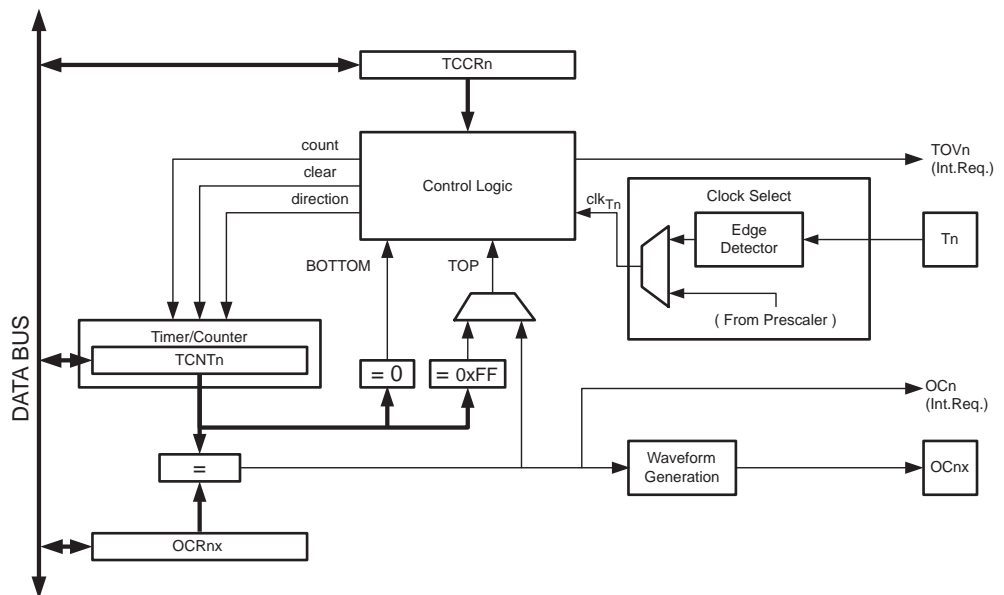 TCCRn
count
clear
direction
Control Logic
TOVn
(Int.Req.)
clkTn
Clock Select
Edge
Detector
Tn
( From Prescaler )
BOTTOM
TOP
Timer/Counter
TCNTn
= 0
= 0xFF
DATA BUS
OCn
(Int.Req.)
=
Waveform
Generation
OCnx
OCRnx